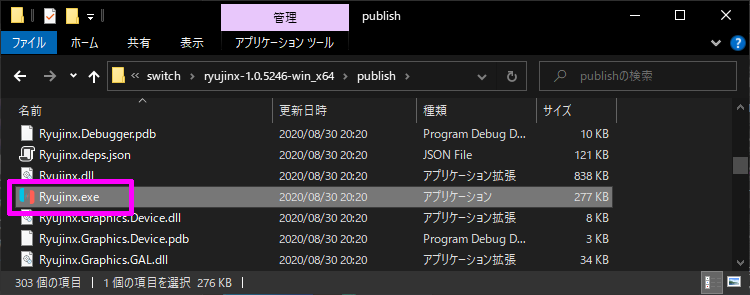 管理 publish
ファイル ホーム 共有 表示 アプリケーション ツール
switch ryujinx-1.0.5246-win_x64 publish publishの検索
名前 更新日時 種類 サイズ
Ryujinx.Debugger.pdb 2020/08/30 20:20 Program Debug D... 10 KB
Ryujinx.deps.json 2020/08/30 20:20 JSON File 121 KB
Ryujinx.dll 2020/08/30 20:20 アプリケーション拡張 838 KB
Ryujinx.exe 2020/08/30 20:20 アプリケーション 277 KB
Ryujinx.Graphics.Device.dll 2020/08/30 20:20 アプリケーション拡張 8 KB
Ryujinx.Graphics.Device.pdb 2020/08/30 20:20 Program Debug D... 3 KB
Ryujinx.Graphics.GAL.dll 2020/08/30 20:20 アプリケーション拡張 34 KB
303 個の項目 1 個の項目を選択 276 KB